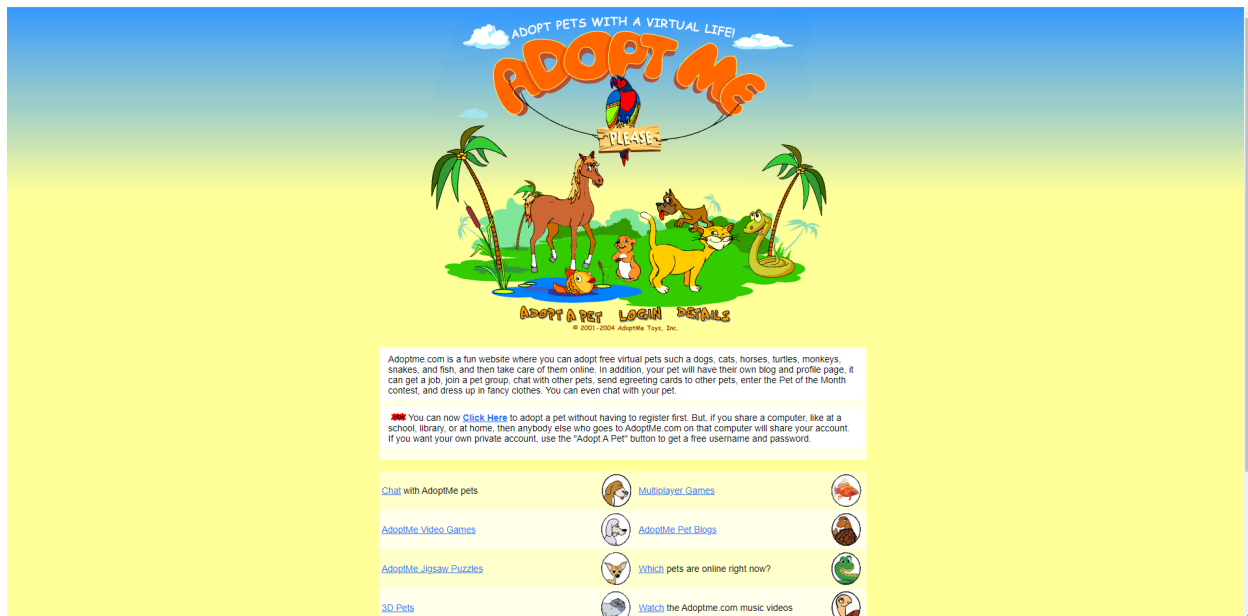 ADOPT PETS WITH A VIRTUAL LIFE!
ADOPT ME
PLEASE
ADOPT A PET LOGIN DETAILS
© 2001-2004 AdoptMe Toys, Inc.
Adoptme.com is a fun website where you can adopt free virtual pets such a dogs, cats, horses, turtles, monkeys,
snakes, and fish, and then take care of them online. In addition, your pet will have their own blog and profile page, it
can get a job, join a pet group, chat with other pets, send egreeting cards to other pets, enter the Pet of the Month
contest, and dress up in fancy clothes. You can even chat with your pet.
You can now Click Here to adopt a pet without having to register first. But, if you share a computer, like at a
school, library, or at home, then anybody else who goes to AdoptMe.com on that computer will share your account.
If you want your own private account, use the "Adopt A Pet" button to get a free username and password.
Chat with AdoptMe pets
Multiplayer Games
AdoptMe Video Games
AdoptMe Pet Blogs
AdoptMe Jigsaw Puzzles
Which pets are online right now?
3D Pets
Watch the Adoptme.com music videos